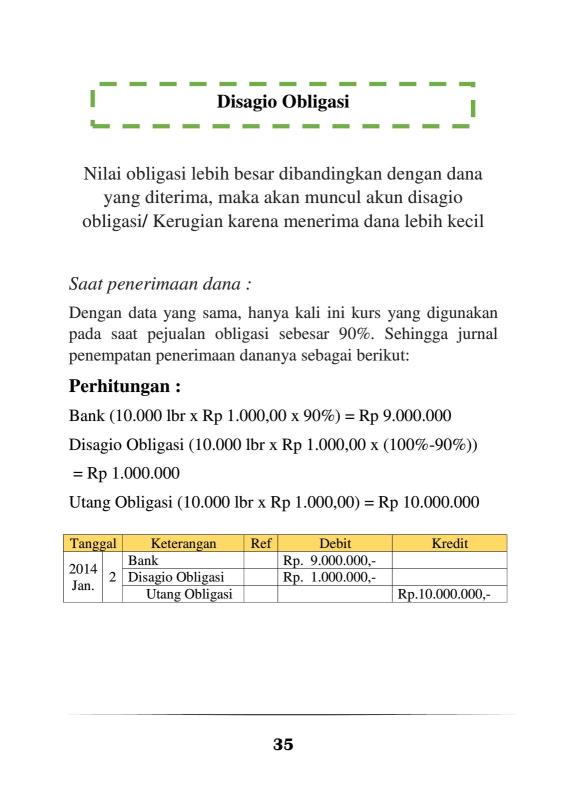 Disagio Obligasi
Nilai obligasi lebih besar dibandingkan dengan dana
yang diterima, maka akan muncul akun disagio
obligasi/ Kerugian karena menerima dana lebih kecil
Saat penerimaan dana :
Dengan data yang sama, hanya kali ini kurs yang digunakan
pada saat pejualan obligasi sebesar 90%. Sehingga jurnal
penempatan penerimaan dananya sebagai berikut:
Perhitungan :
Bank (10.000 lbr x Rp 1.000,00 x 90%) = Rp 9.000.000
Disagio Obligasi (10.000 lbr x Rp 1.000,00 x (100%-90%))
= Rp 1.000.000
Utang Obligasi (10.000 lbr x Rp 1.000,00) = Rp 10.000.000
Tanggal Keterangan Ref Debit Kredit
2014 Jan. 2 Bank Rp. 9.000.000,-
Disagio Obligasi Rp. 1.000.000,-
Utang Obligasi Rp.10.000.000,-
35